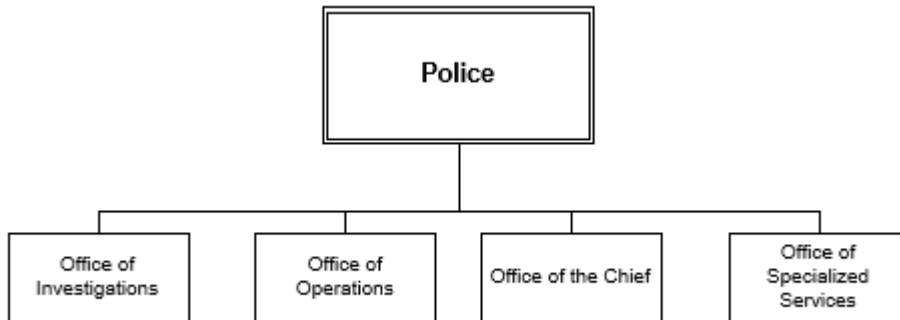 Police
Office of
Investigations
Office of
Operations
Office of the Chief
Office of
Specialized
Services